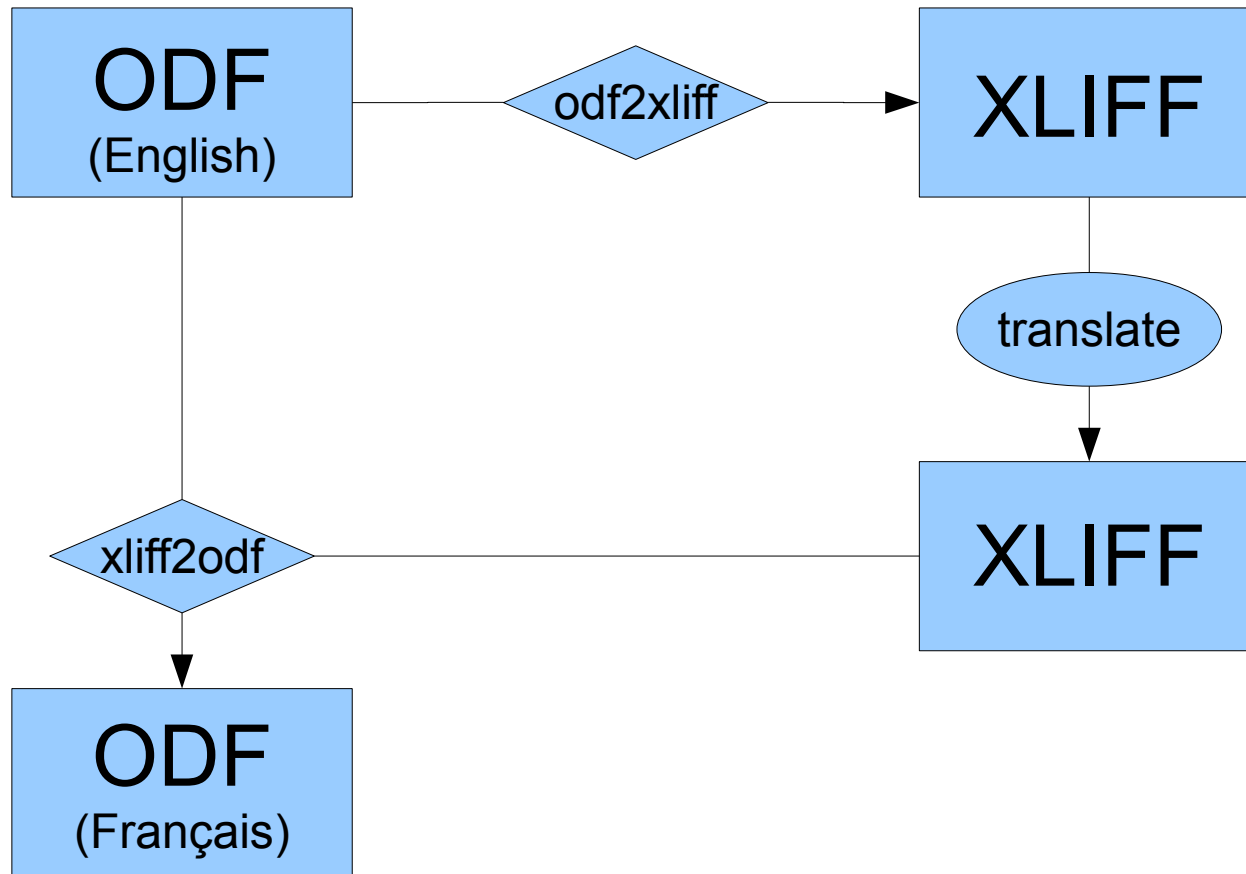 ODF
(English)
odf2xliff
XLIFF
translate
xliff2odf
XLIFF
ODF
(Français)